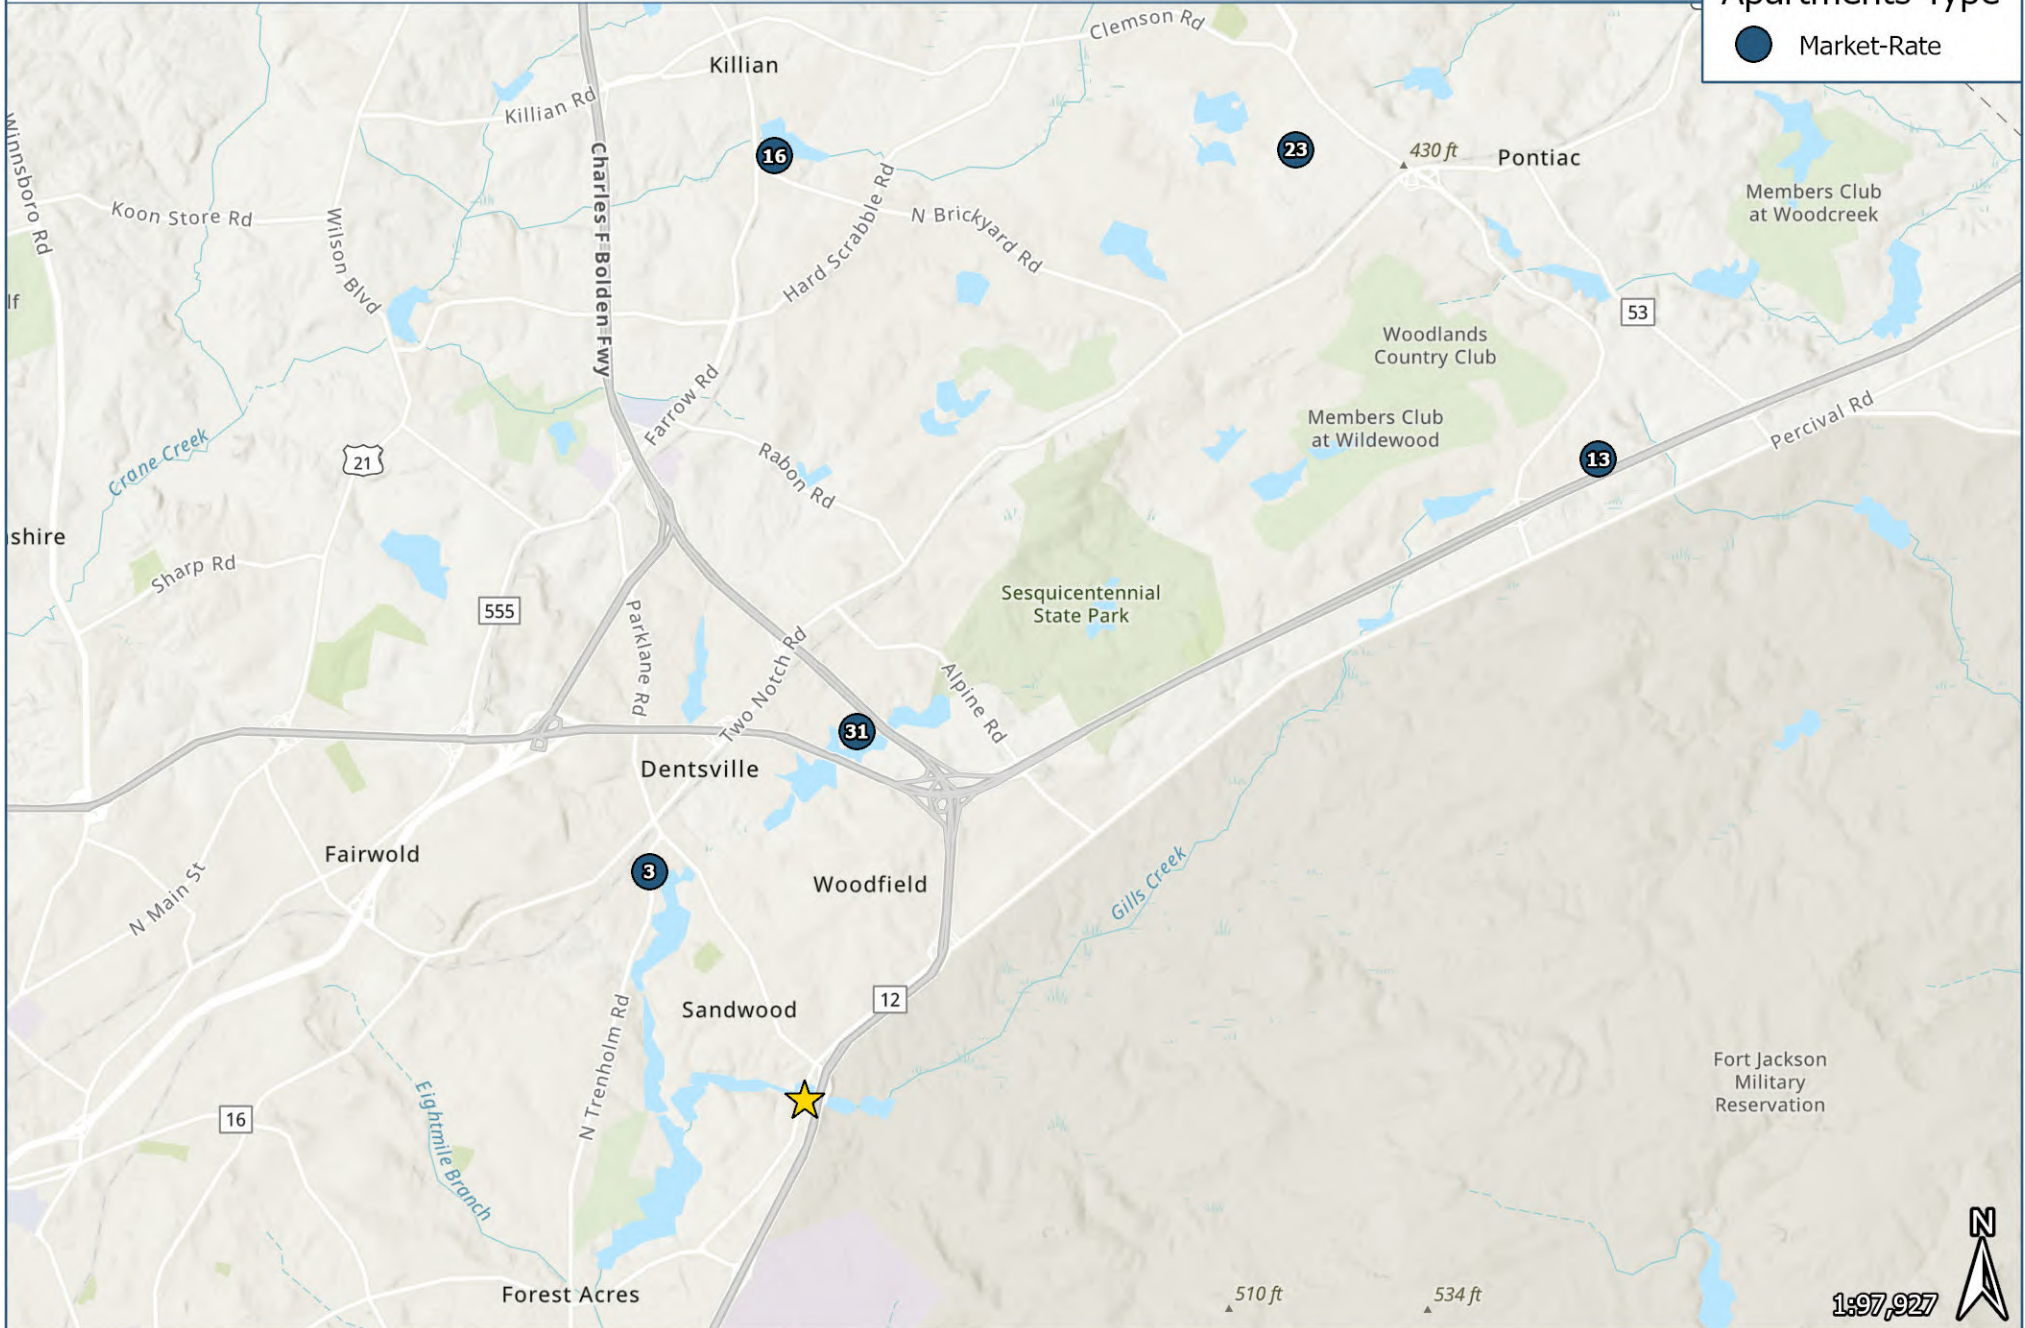 Apartments Type
Market-Rate
Clemson Rd
Killian
Killian Rd
Winnsboro Rd
Charles F Bolden Fwy
16
23
430 ft
Pontiac
Members Club
at Woodcreek
Koon Store Rd
Wilson Blvd
Hard Scrabble Rd
N Brickyard Rd
lf
53
Woodlands
Country Club
Farrow Rd
Members Club
at Wildewood
Percival Rd
Crane Creek
21
Rabon Rd
13
shire
Sharp Rd
555
Parklane Rd
Sesquicentennial
State Park
Two Notch Rd
Alpine Rd
31
Dentsville
Fairwold
3
Woodfield
N Main St
Gills Creek
12
Sandwood
N Trenholm Rd
16
Eightmile Branch
Fort Jackson
Military
Reservation
Forest Acres
510 ft
534 ft
N
1:97,927